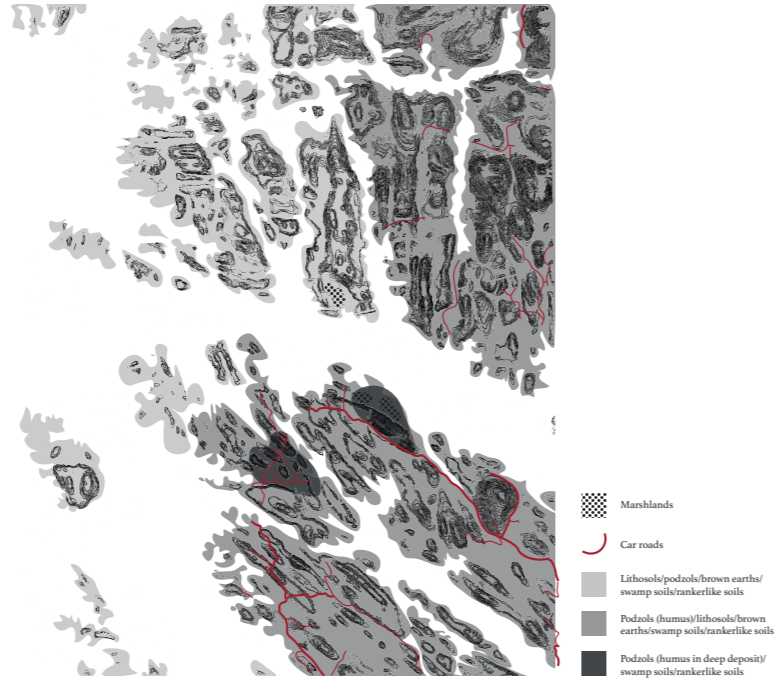 Marshlands
Car roads
Lithosols/podzols/brown earths/
swamp soils/rankerlike soils
Podzols (humus)/lithosols/brown
earths/swamp soils/rankerlike soils
Podzols (humus in deep deposit)/
swamp soils/rankerlike soils